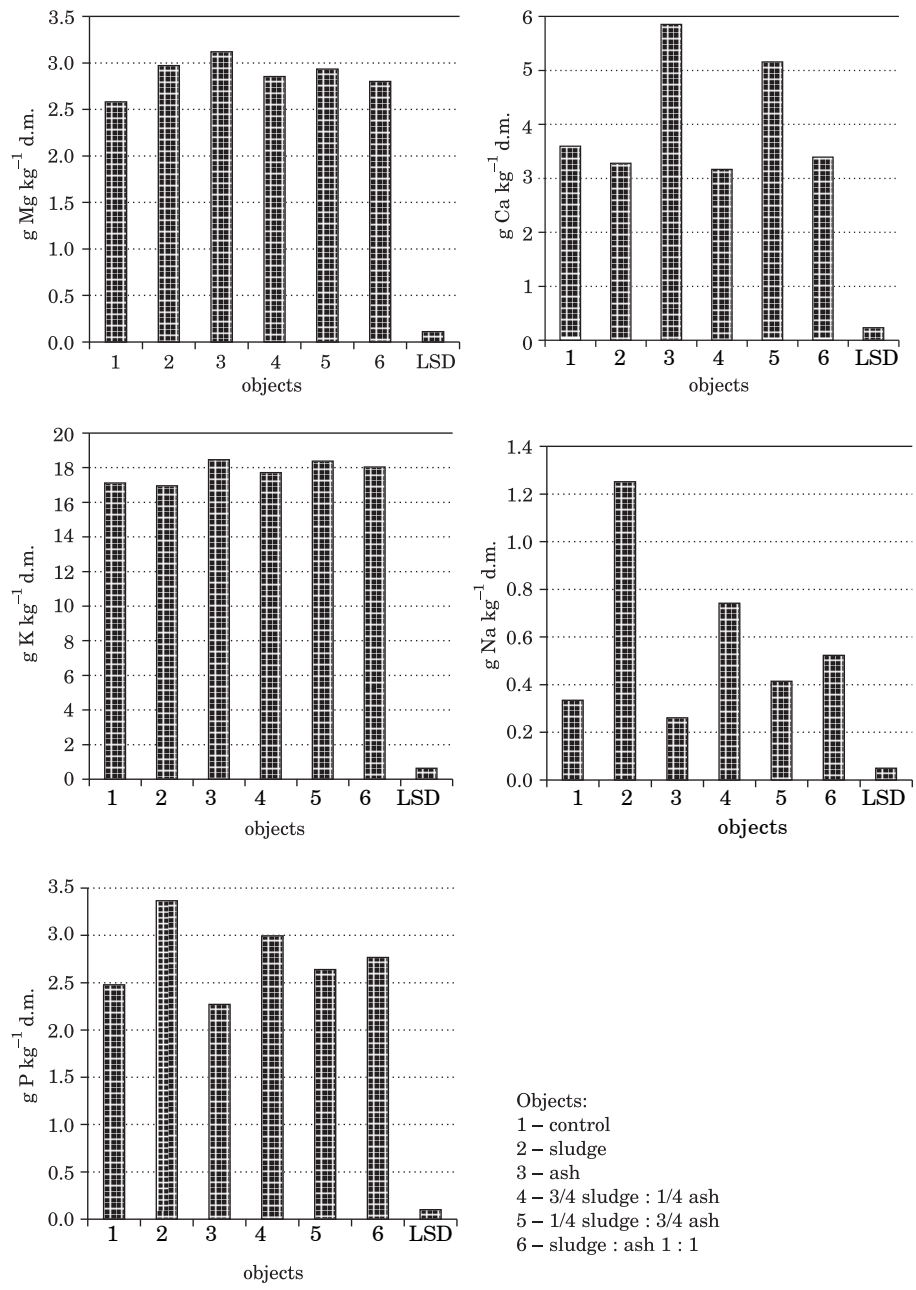 g Mg kg⁻¹ d.m.
3.5
3.0
2.5
2.0
1.5
1.0
0.5
0.0
1 2 3 4 5 6 LSD
objects
g Ca kg⁻¹ d.m.
6
5
4
3
2
1
0
1 2 3 4 5 6 LSD
objects
g K kg⁻¹ d.m.
20
18
16
14
12
10
8
6
4
2
0
1 2 3 4 5 6 LSD
objects
g Na kg⁻¹ d.m.
1.4
1.2
1.0
0.8
0.6
0.4
0.2
0.0
1 2 3 4 5 6 LSD
objects
g P kg⁻¹ d.m.
3.5
3.0
2.5
2.0
1.5
1.0
0.5
0.0
1 2 3 4 5 6 LSD
objects
Objects:
1 – control
2 – sludge
3 – ash
4 – 3/4 sludge : 1/4 ash
5 – 1/4 sludge : 3/4 ash
6 – sludge : ash 1 : 1